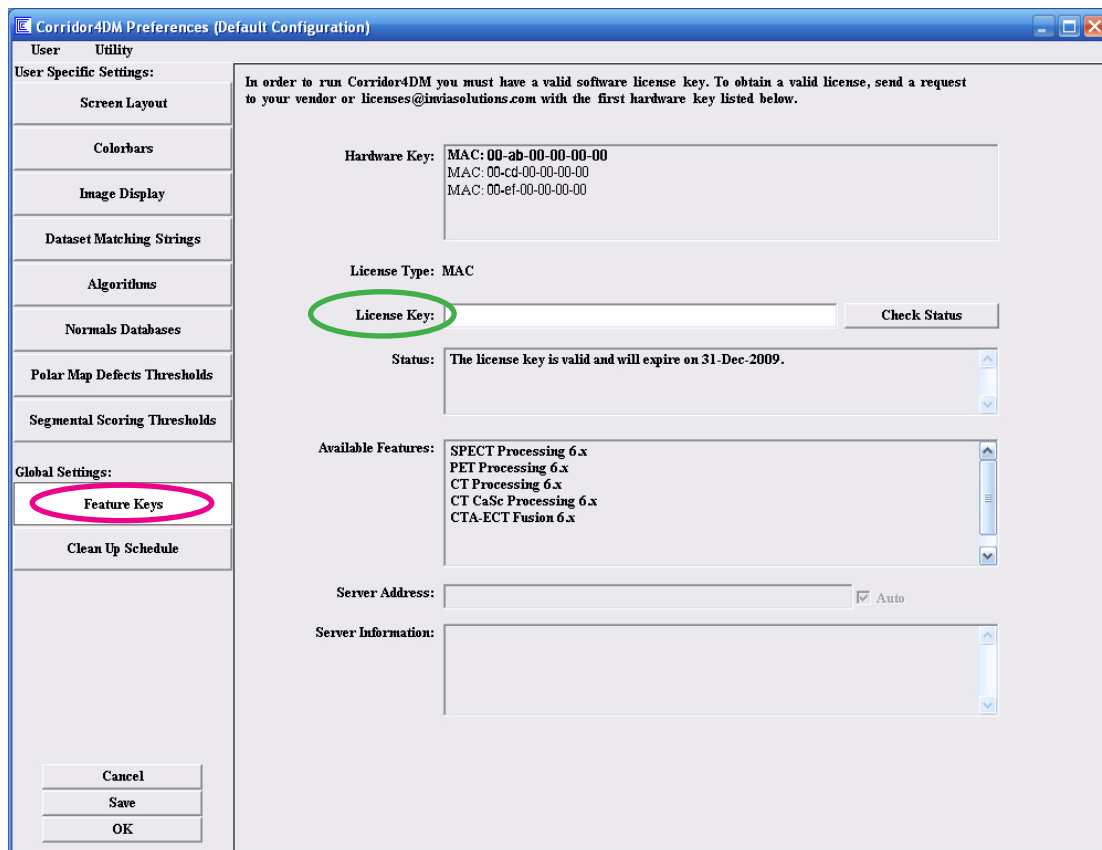 Corridor4DM Preferences (Default Configuration)
User Utility
User Specific Settings:
Screen Layout
Colorbars
Image Display
Dataset Matching Strings
Algorithms
Normals Databases
Polar Map Defects Thresholds
Segmental Scoring Thresholds
Global Settings:
Feature Keys
Clean Up Schedule
Cancel
Save
OK
In order to run Corridor4DM you must have a valid software license key. To obtain a valid license, send a request
to your vendor or licenses@inviasolutions.com with the first hardware key listed below.
Hardware Key: MAC: 00-ab-00-00-00-00
MAC: 00-cd-00-00-00-00
MAC: 00-ef-00-00-00-00
License Type: MAC
License Key: Check Status
Status: The license key is valid and will expire on 31-Dec-2009.
Available Features: SPECT Processing 6.x
PET Processing 6.x
CT Processing 6.x
CT CaSc Processing 6.x
CTA-ECT Fusion 6.x
Server Address: Auto
Server Information: